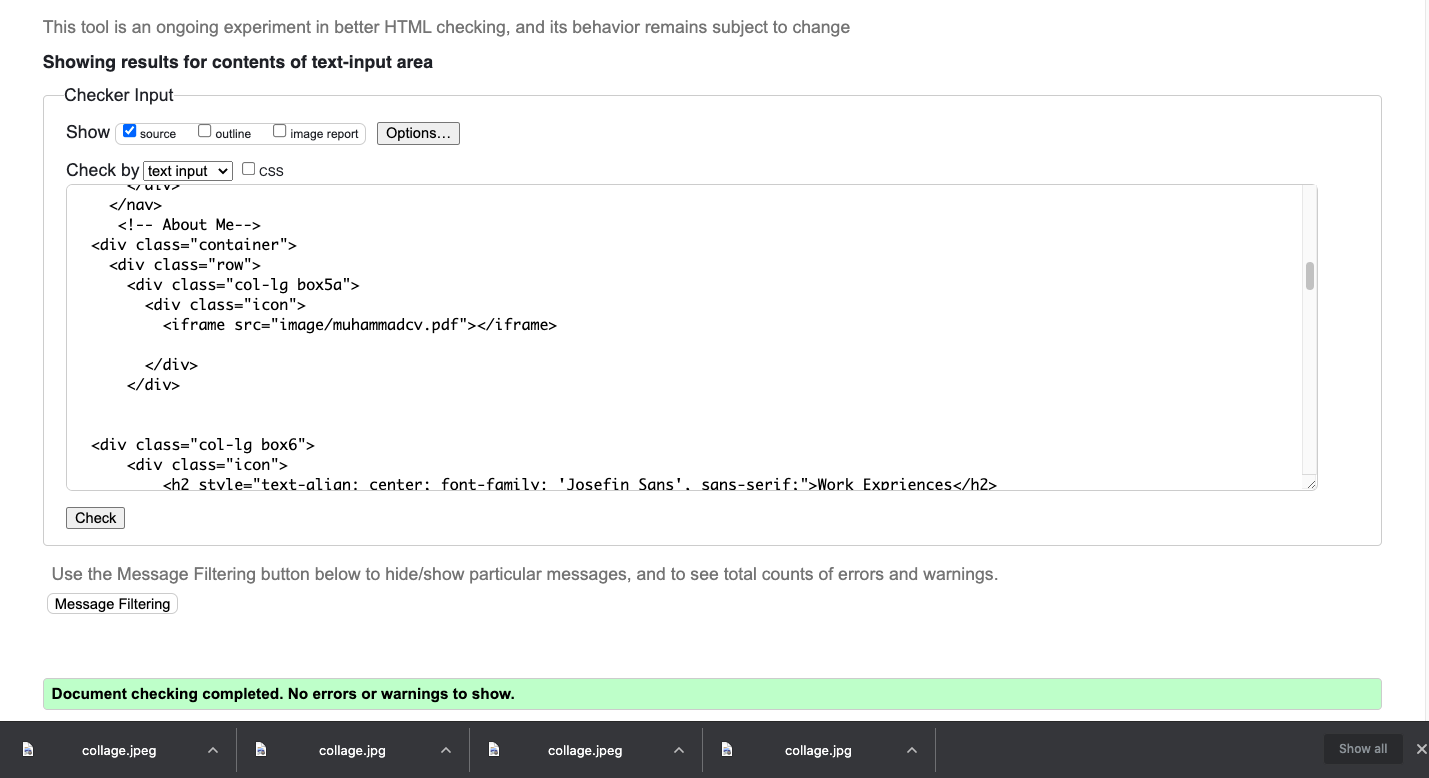 This tool is an ongoing experiment in better HTML checking, and its behavior remains subject to change
Showing results for contents of text-input area
Checker Input
Show source outline image report Options...
Check by text input CSS
</div>
</nav>
<!-- About Me-->
<div class="container">
<div class="row">
<div class="col-lg box5a">
<div class="icon">
<iframe src="image/muhammadcv.pdf"></iframe>
</div>
</div>
<div class="col-lg box6">
<div class="icon">
<h2 style="text-align: center; font-family: 'Josefin Sans', sans-serif;">Work Expriences</h2>
Check
Use the Message Filtering button below to hide/show particular messages, and to see total counts of errors and warnings.
Message Filtering
Document checking completed. No errors or warnings to show.
collage.jpeg collage.jpg collage.jpeg collage.jpg Show all